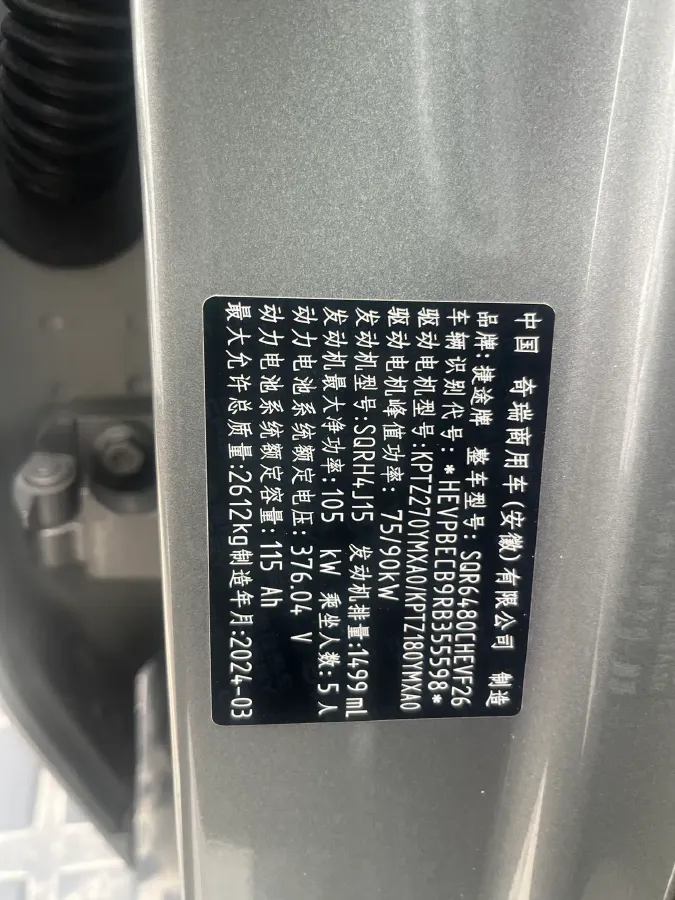 中国 奇瑞商用车(安徽)有限公司 制造
品牌:捷途牌 整车型号:SQR6480CHEVF26
车辆识别代号:*HEVPBECB9RB355598*
驱动电机型号:KPTZ270YMXA0/KPTZ180YMXA0
驱动电机峰值功率: 75/90kW
发动机型号:SQRH4J15 发动机排量:1499 mL
发动机最大净功率:105 kW 乘坐人数:5人
动力电池系统额定电压:376.04 V
动力电池系统额定容量:115 Ah
最大允许总质量:2612kg制造年月:2024-03